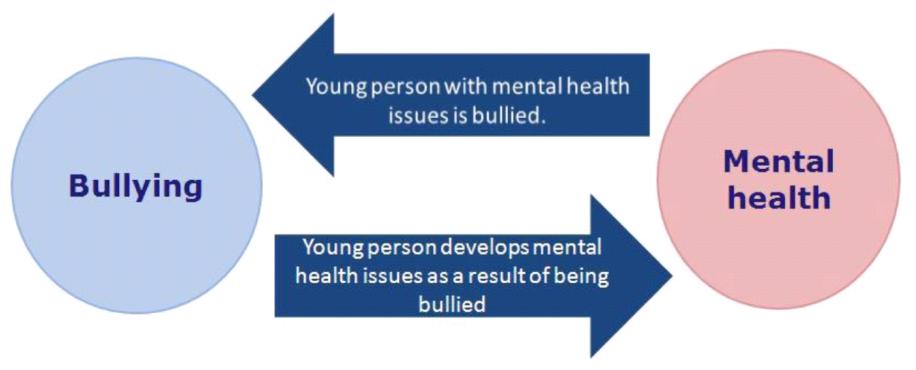 Young person with mental health
issues is bullied.
Bullying
Mental
health
Young person develops mental
health issues as a result of being
bullied